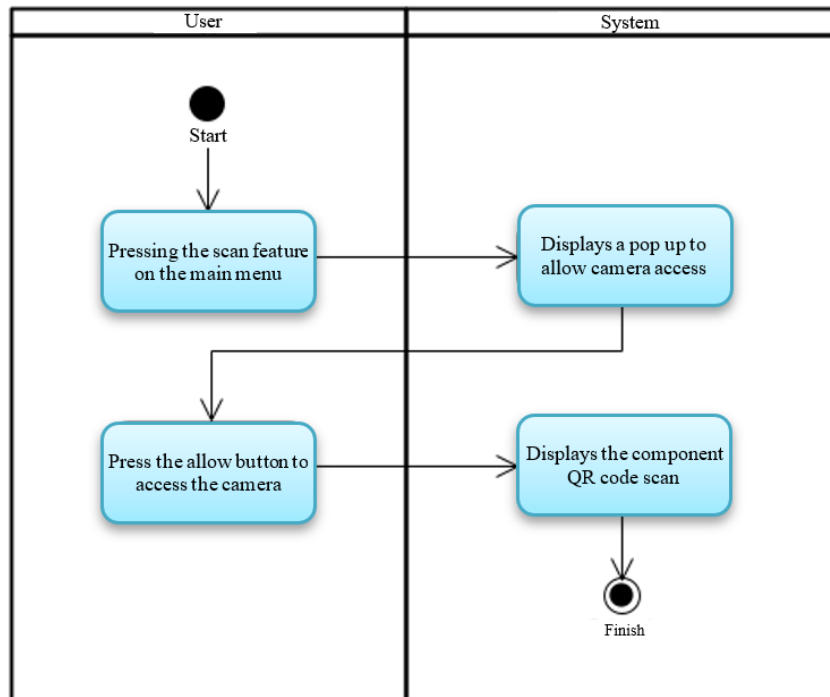 User
System
Start
Pressing the scan feature
on the main menu
Displays a pop up to
allow camera access
Press the allow button to
access the camera
Displays the component
QR code scan
Finish